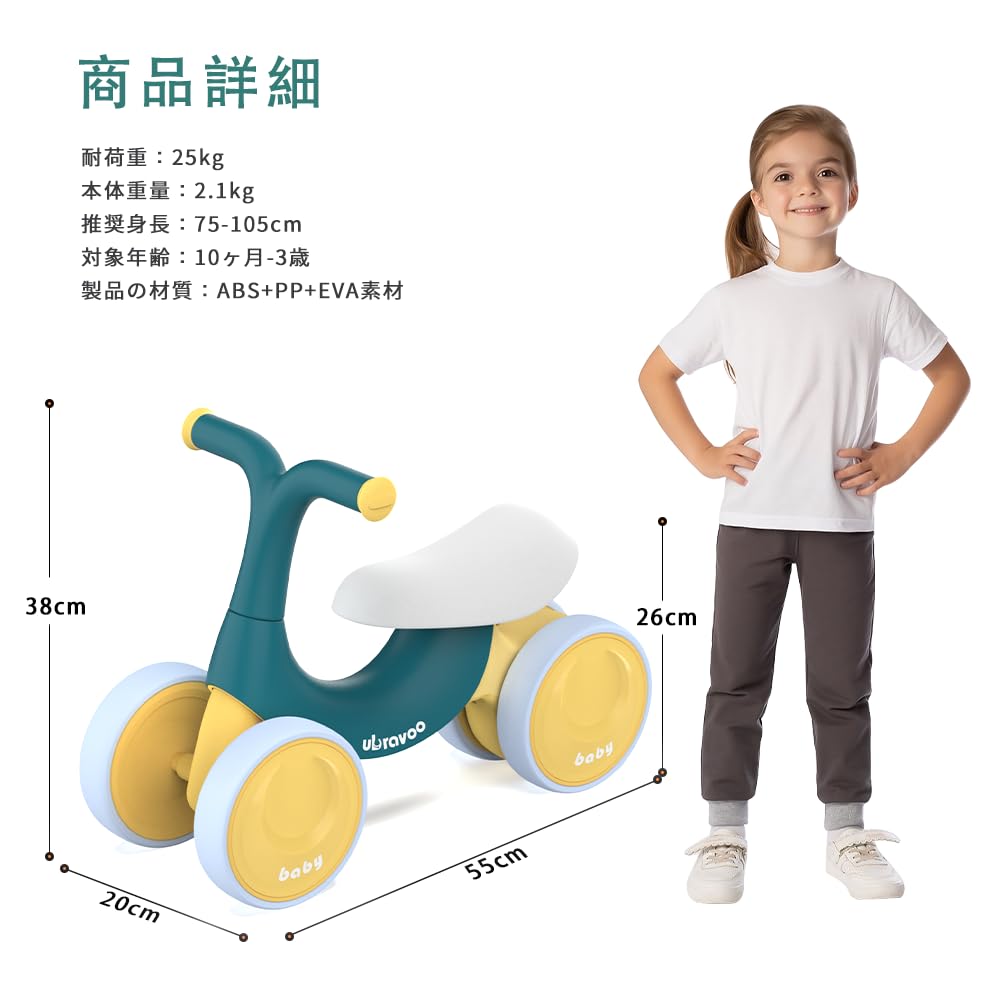 商品詳細
耐荷重：25kg
本体重量：2.1kg
推奨身長：75-105cm
対象年齢：10ヶ月-3歳
製品の材質：ABS+PP+EVA素材
38cm
26cm
ubravoo
baby
baby
55cm
20cm